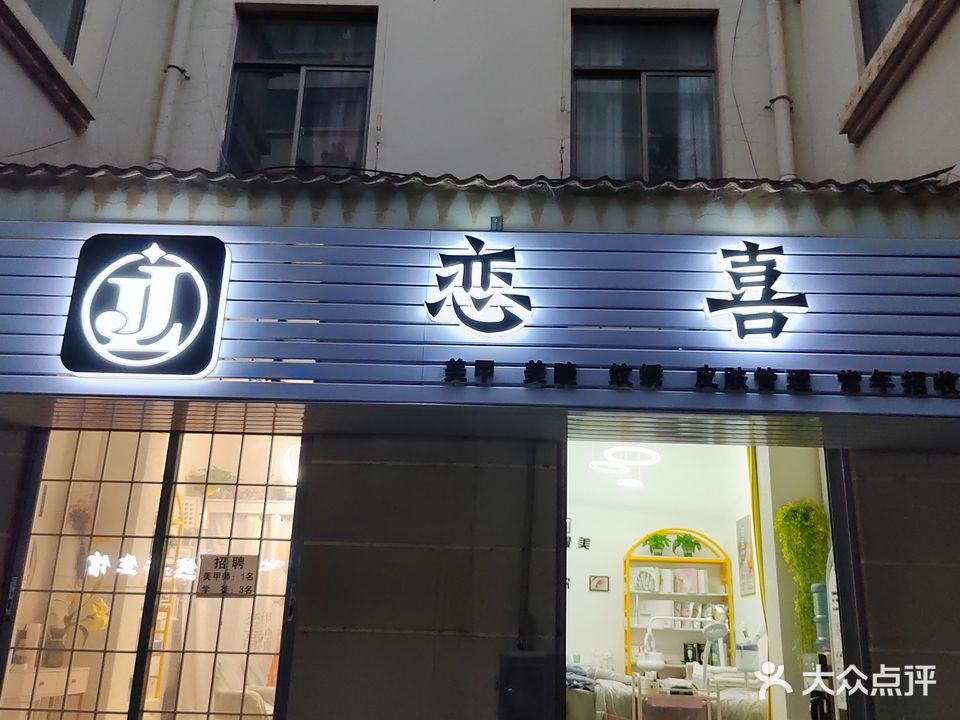 JL
恋喜
美甲 美睫 纹绣 皮肤管理 常年招收
招聘
美甲师：1名
学徒：3名
美
大众点评